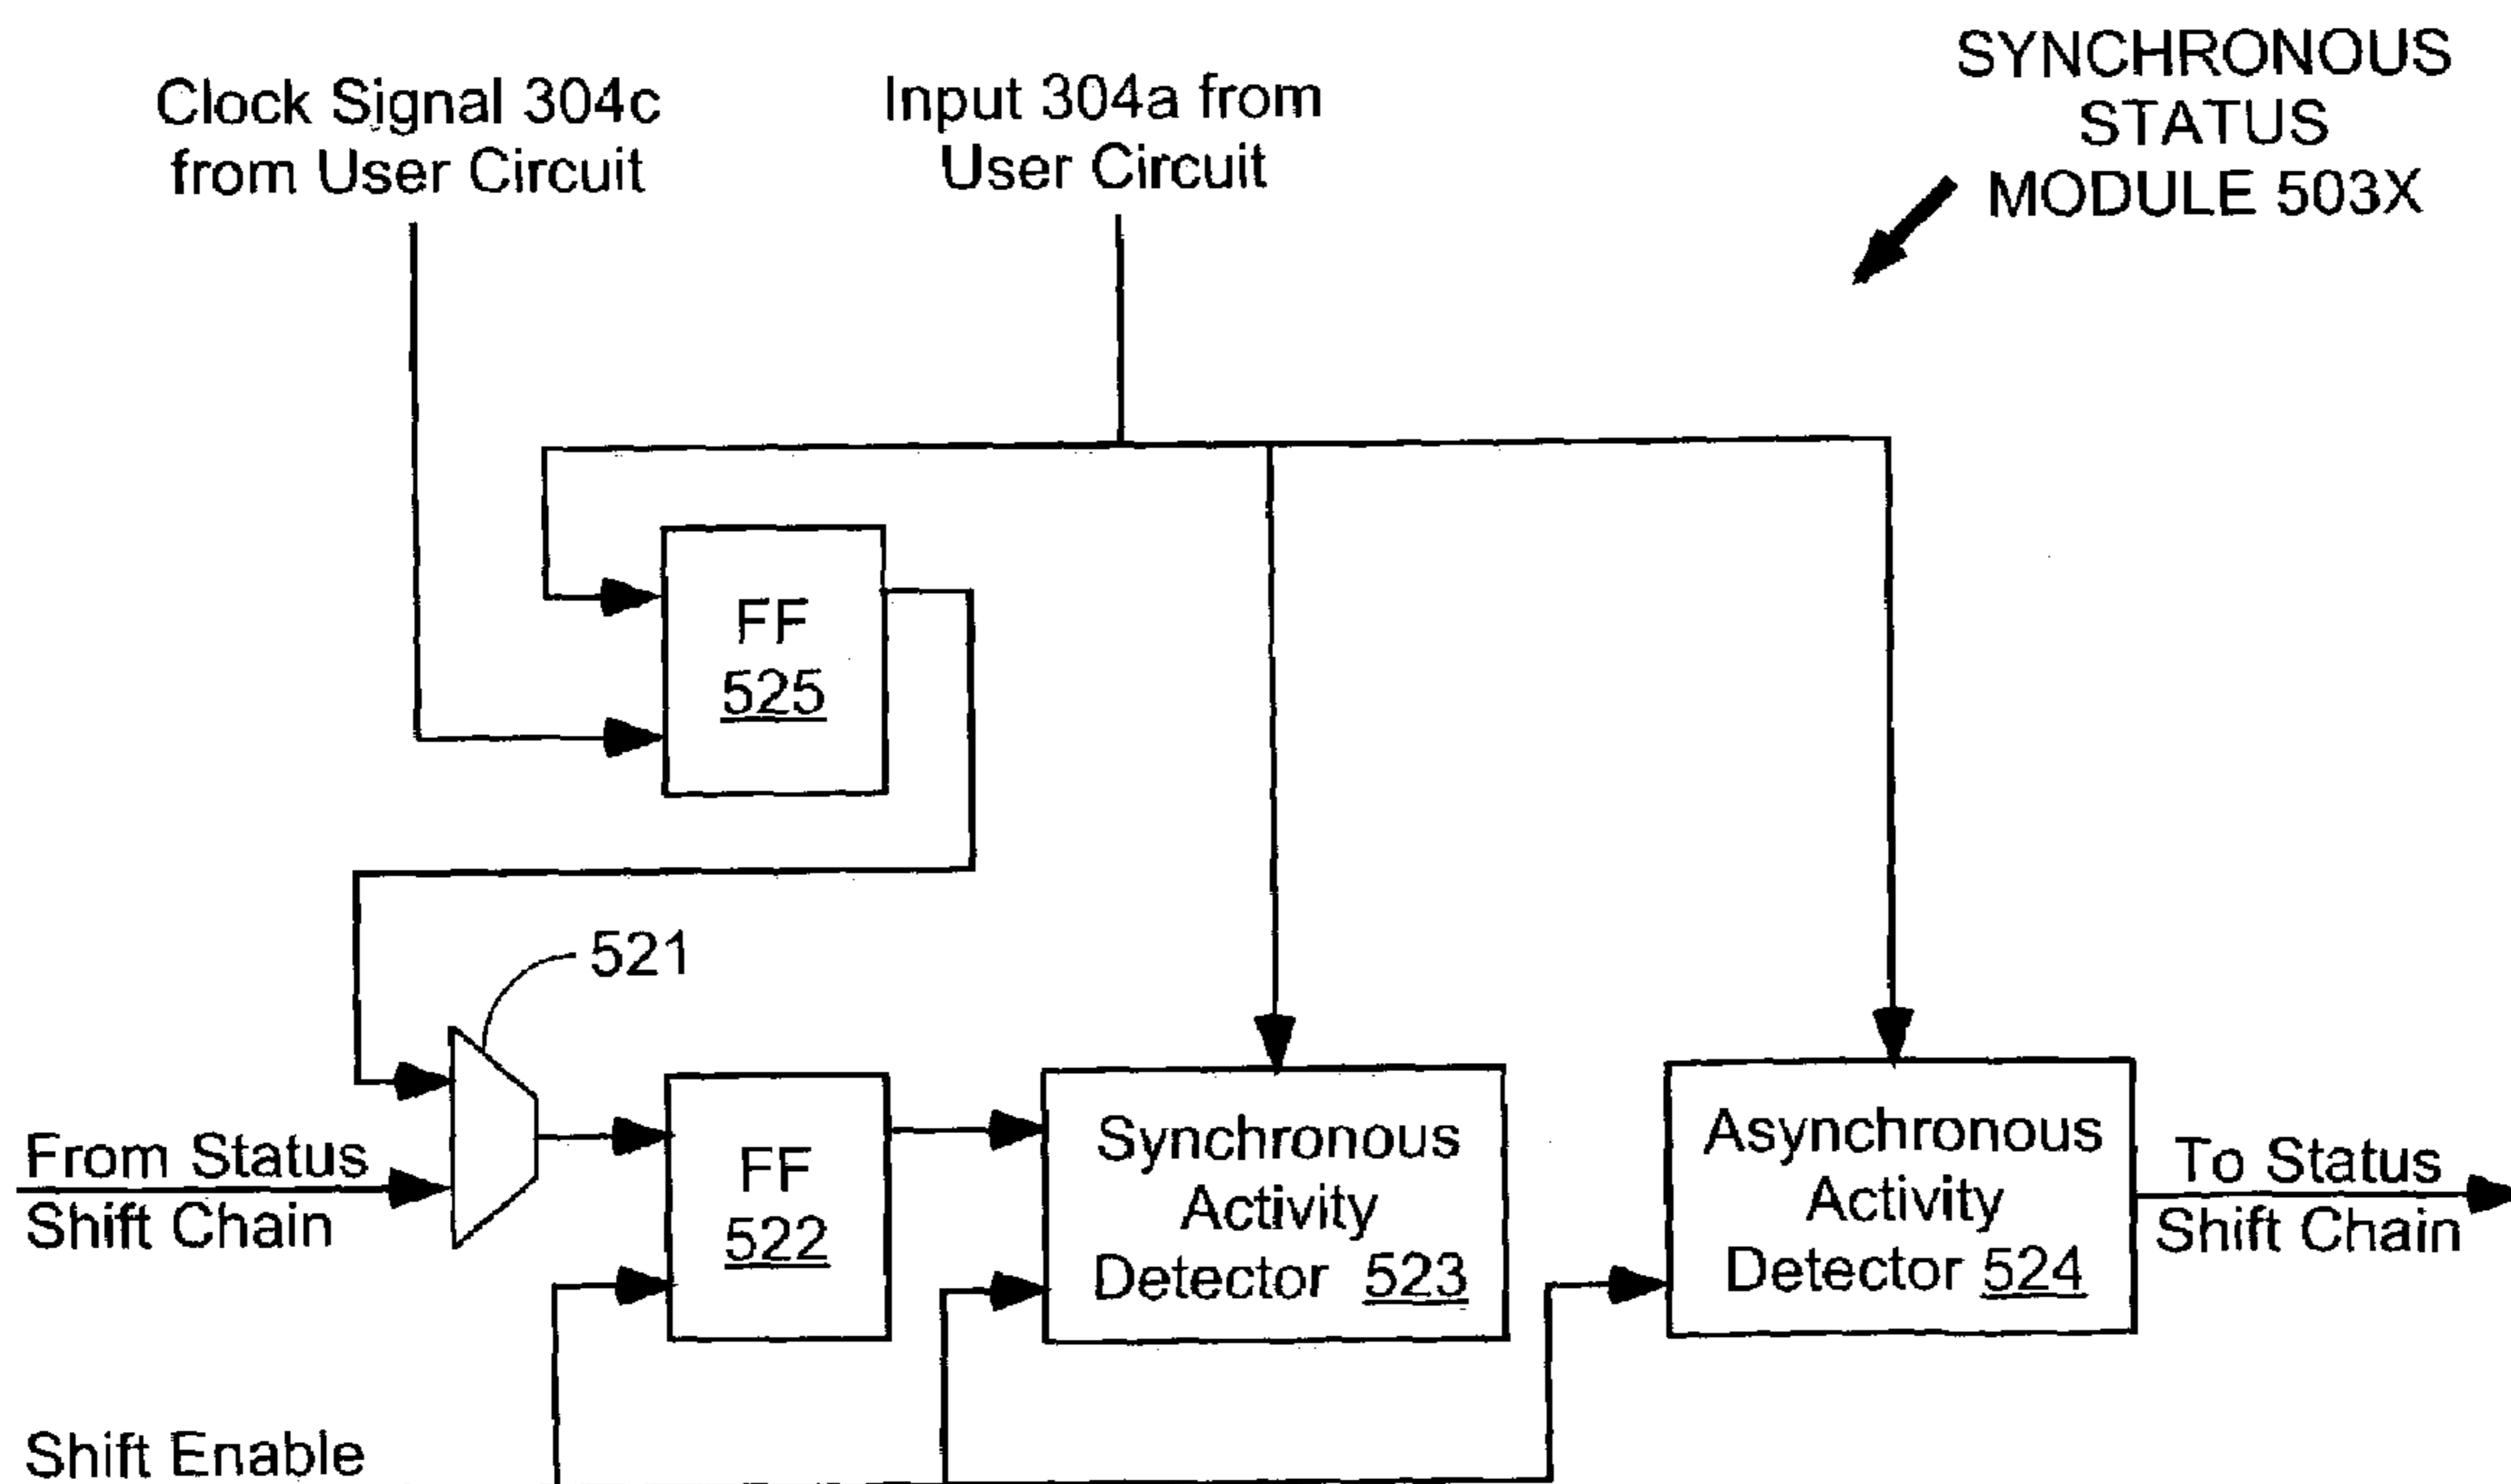 Clock Signal 304c
from User Circuit
Input 304a from
User Circuit
SYNCHRONOUS
STATUS
MODULE 503X
FF
525
521
From Status
Shift Chain
FF
522
Synchronous
Activity
Detector 523
Asynchronous
Activity
Detector 524
To Status
Shift Chain
Shift Enable